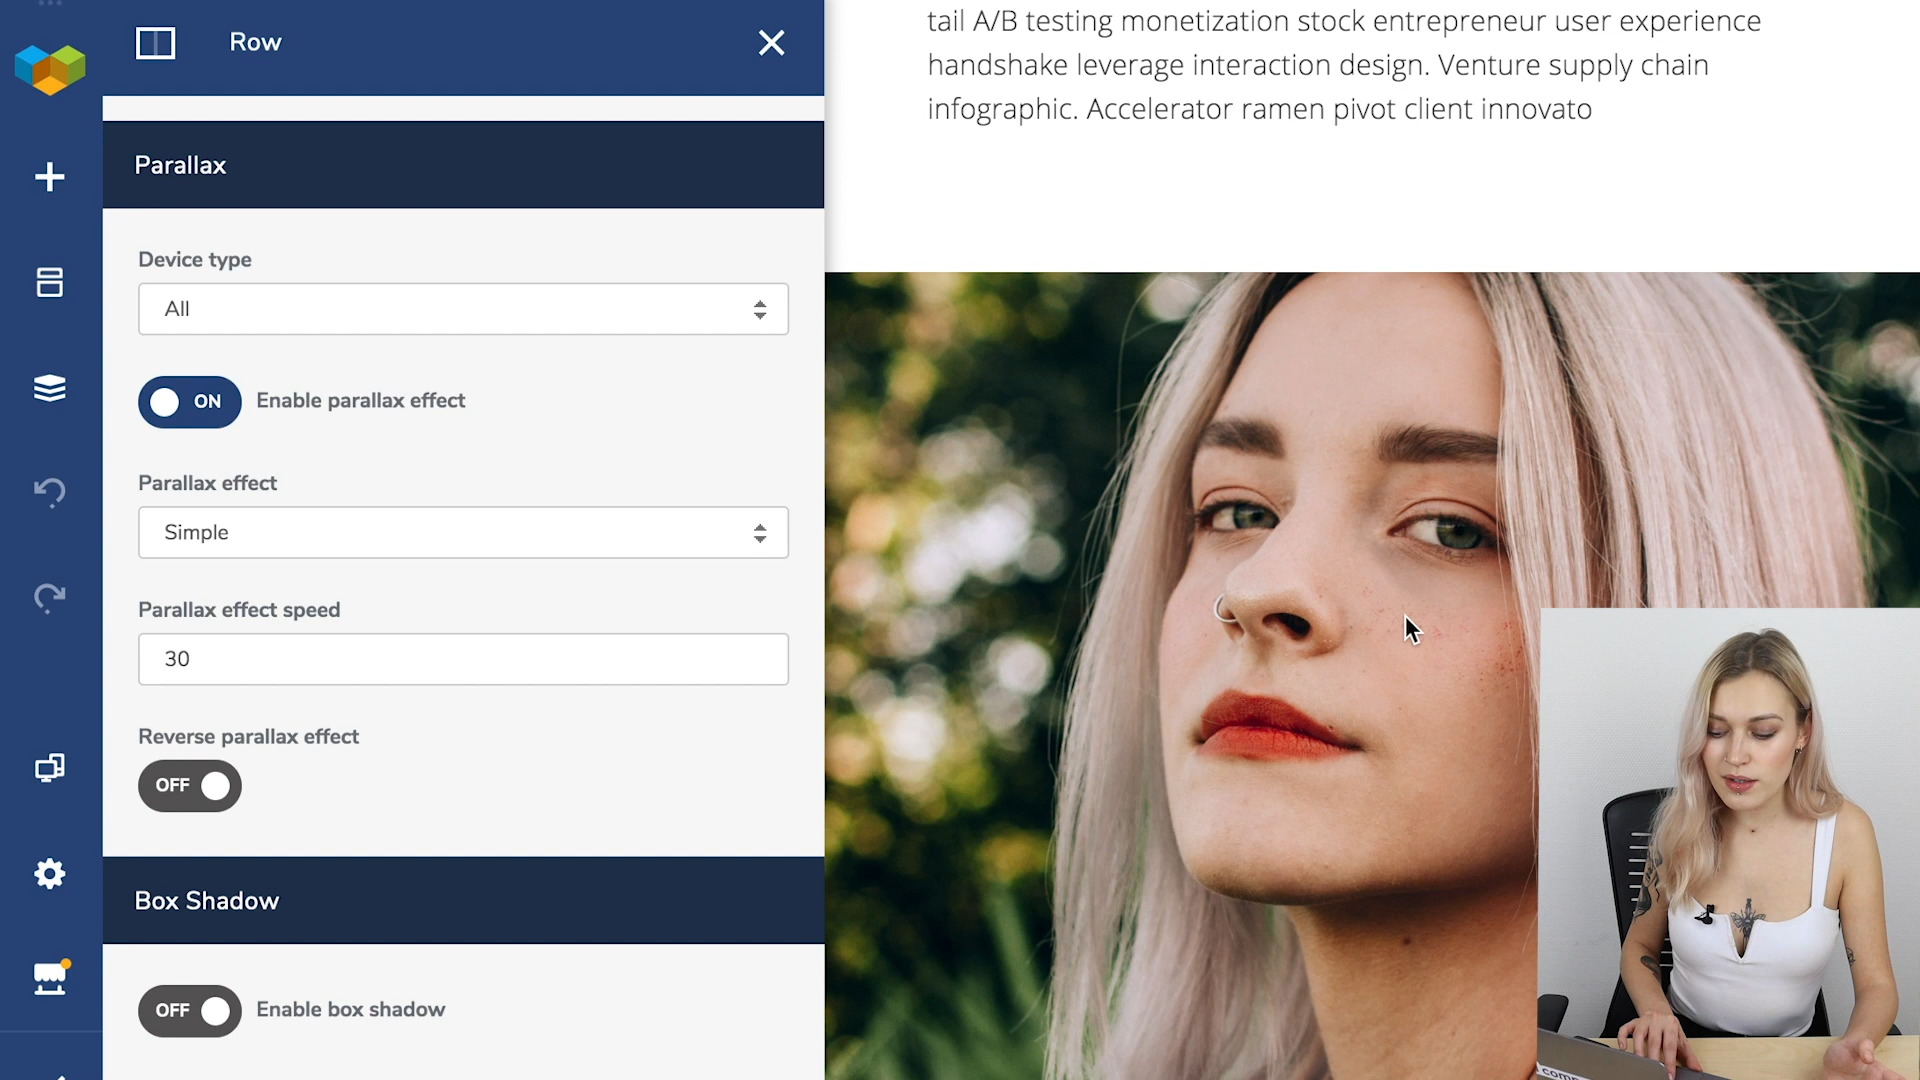 Row
Parallax
Device type
All
ON Enable parallax effect
Parallax effect
Simple
Parallax effect speed
30
Reverse parallax effect
OFF
Box Shadow
OFF Enable box shadow
tail A/B testing monetization stock entrepreneur user experience
handshake leverage interaction design. Venture supply chain
infographic. Accelerator ramen pivot client innovato